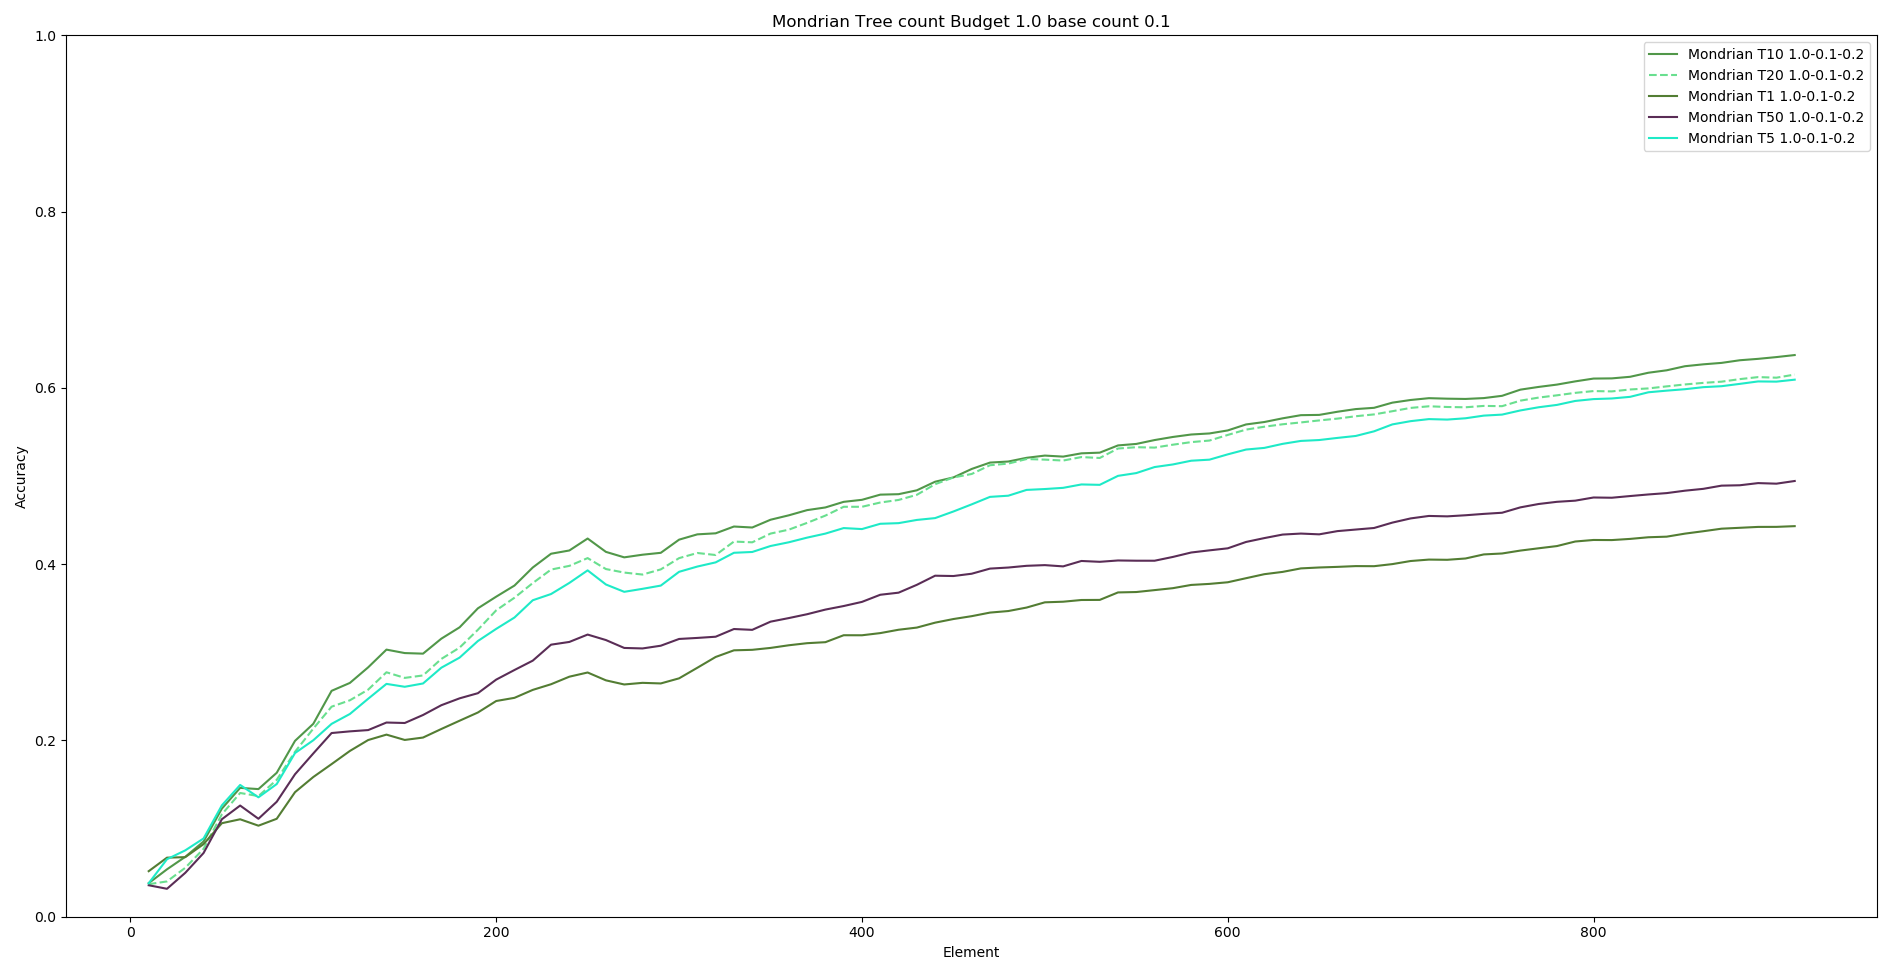 Mondrian Tree count Budget 1.0 base count 0.1
1.0
0.8
0.6
0.4
0.2
0.0
Accuracy
0
200
400
600
800
Element
Mondrian T10 1.0-0.1-0.2
Mondrian T20 1.0-0.1-0.2
Mondrian T1 1.0-0.1-0.2
Mondrian T50 1.0-0.1-0.2
Mondrian T5 1.0-0.1-0.2